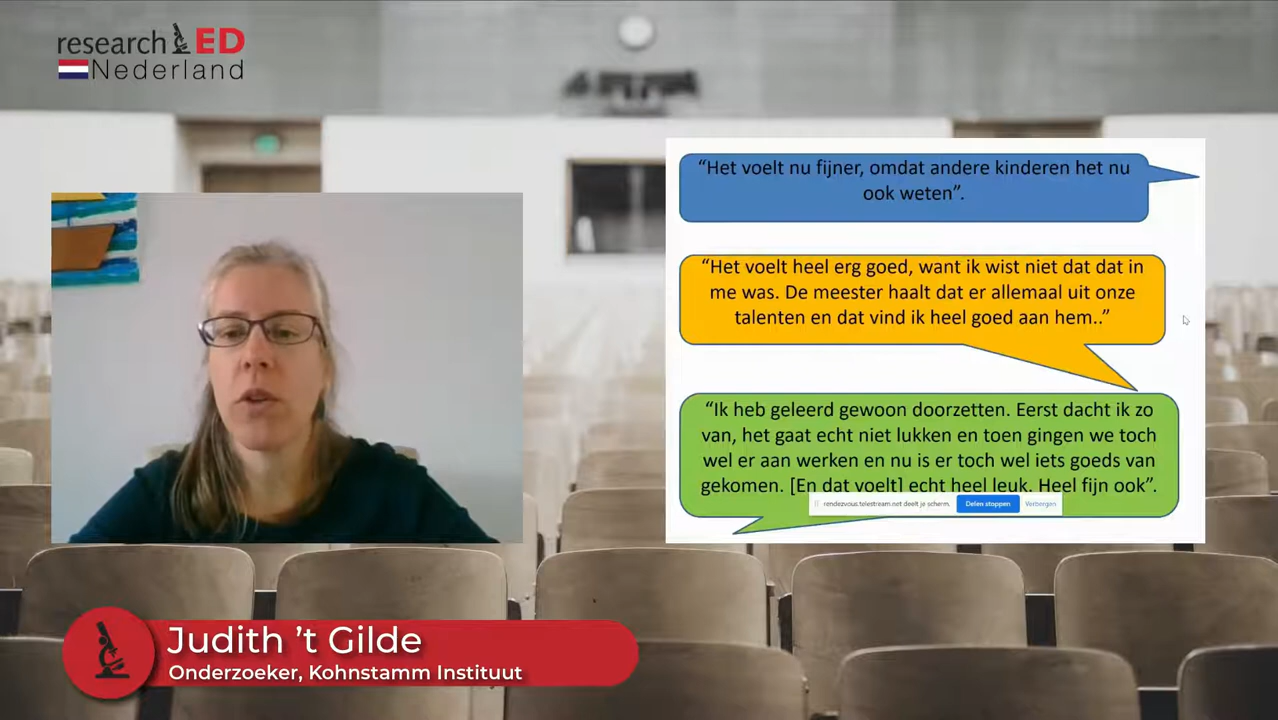 researchED
Nederland
“Het voelt nu fijner, omdat andere kinderen het nu
ook weten”.
“Het voelt heel erg goed, want ik wist niet dat dat in
me was. De meester haalt dat er allemaal uit onze
talenten en dat vind ik heel goed aan hem..”
“Ik heb geleerd gewoon doorzetten. Eerst dacht ik zo
van, het gaat echt niet lukken en toen gingen we toch
wel er aan werken en nu is er toch wel iets goeds van
gekomen. [En dat voelt] echt heel leuk. Heel fijn ook”.
rendezvous.telestream.net deelt je scherm.
Delen stoppen
Verbergen
Judith ’t Gilde
Onderzoeker, Kohnstamm Instituut